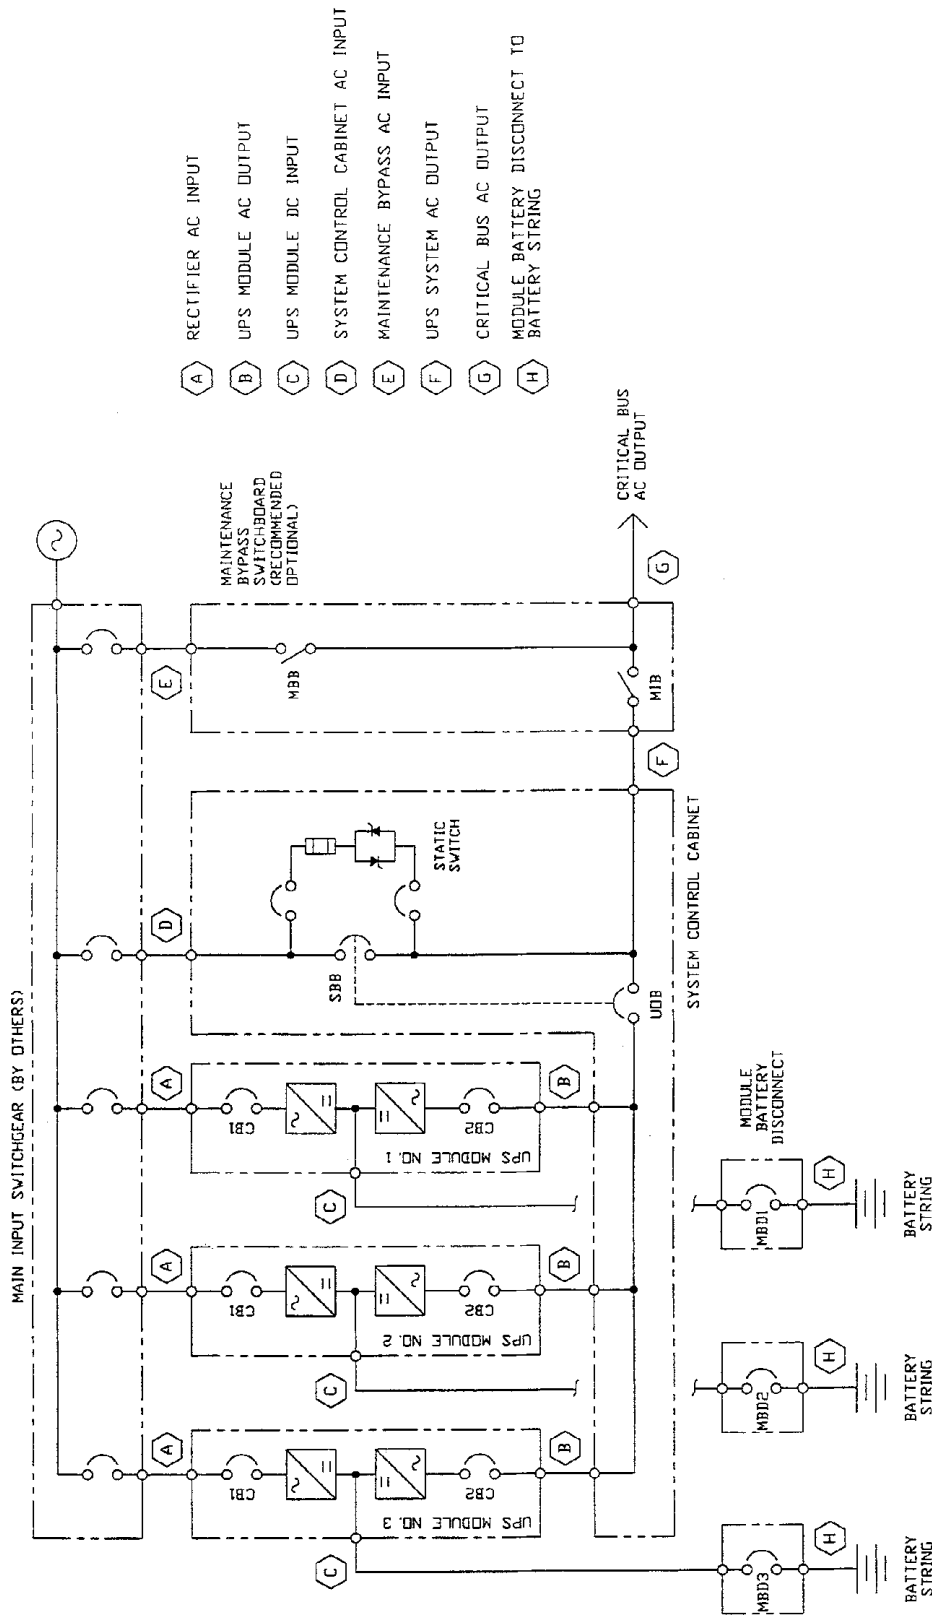 MAIN INPUT SWITCHGEAR (BY OTHERS)
A
A
A
D
E
CB1
CB1
CB1
UPS MODULE NO. 3
UPS MODULE NO. 2
UPS MODULE NO. 1
CB2
CB2
CB2
C
C
C
B
B
B
SBB
STATIC
SWITCH
UOB
SYSTEM CONTROL CABINET
MAINTENANCE
BYPASS
SWITCHBOARD
(RECOMMENDED
OPTIONAL)
MBB
MIB
F
G
CRITICAL BUS
AC OUTPUT
MODULE
BATTERY
DISCONNECT
MBD3
MBD2
MBD1
H
H
H
BATTERY
STRING
BATTERY
STRING
BATTERY
STRING
A RECTIFIER AC INPUT
B UPS MODULE AC OUTPUT
C UPS MODULE DC INPUT
D SYSTEM CONTROL CABINET AC INPUT
E MAINTENANCE BYPASS AC INPUT
F UPS SYSTEM AC OUTPUT
G CRITICAL BUS AC OUTPUT
H MODULE BATTERY DISCONNECT TO
BATTERY STRING